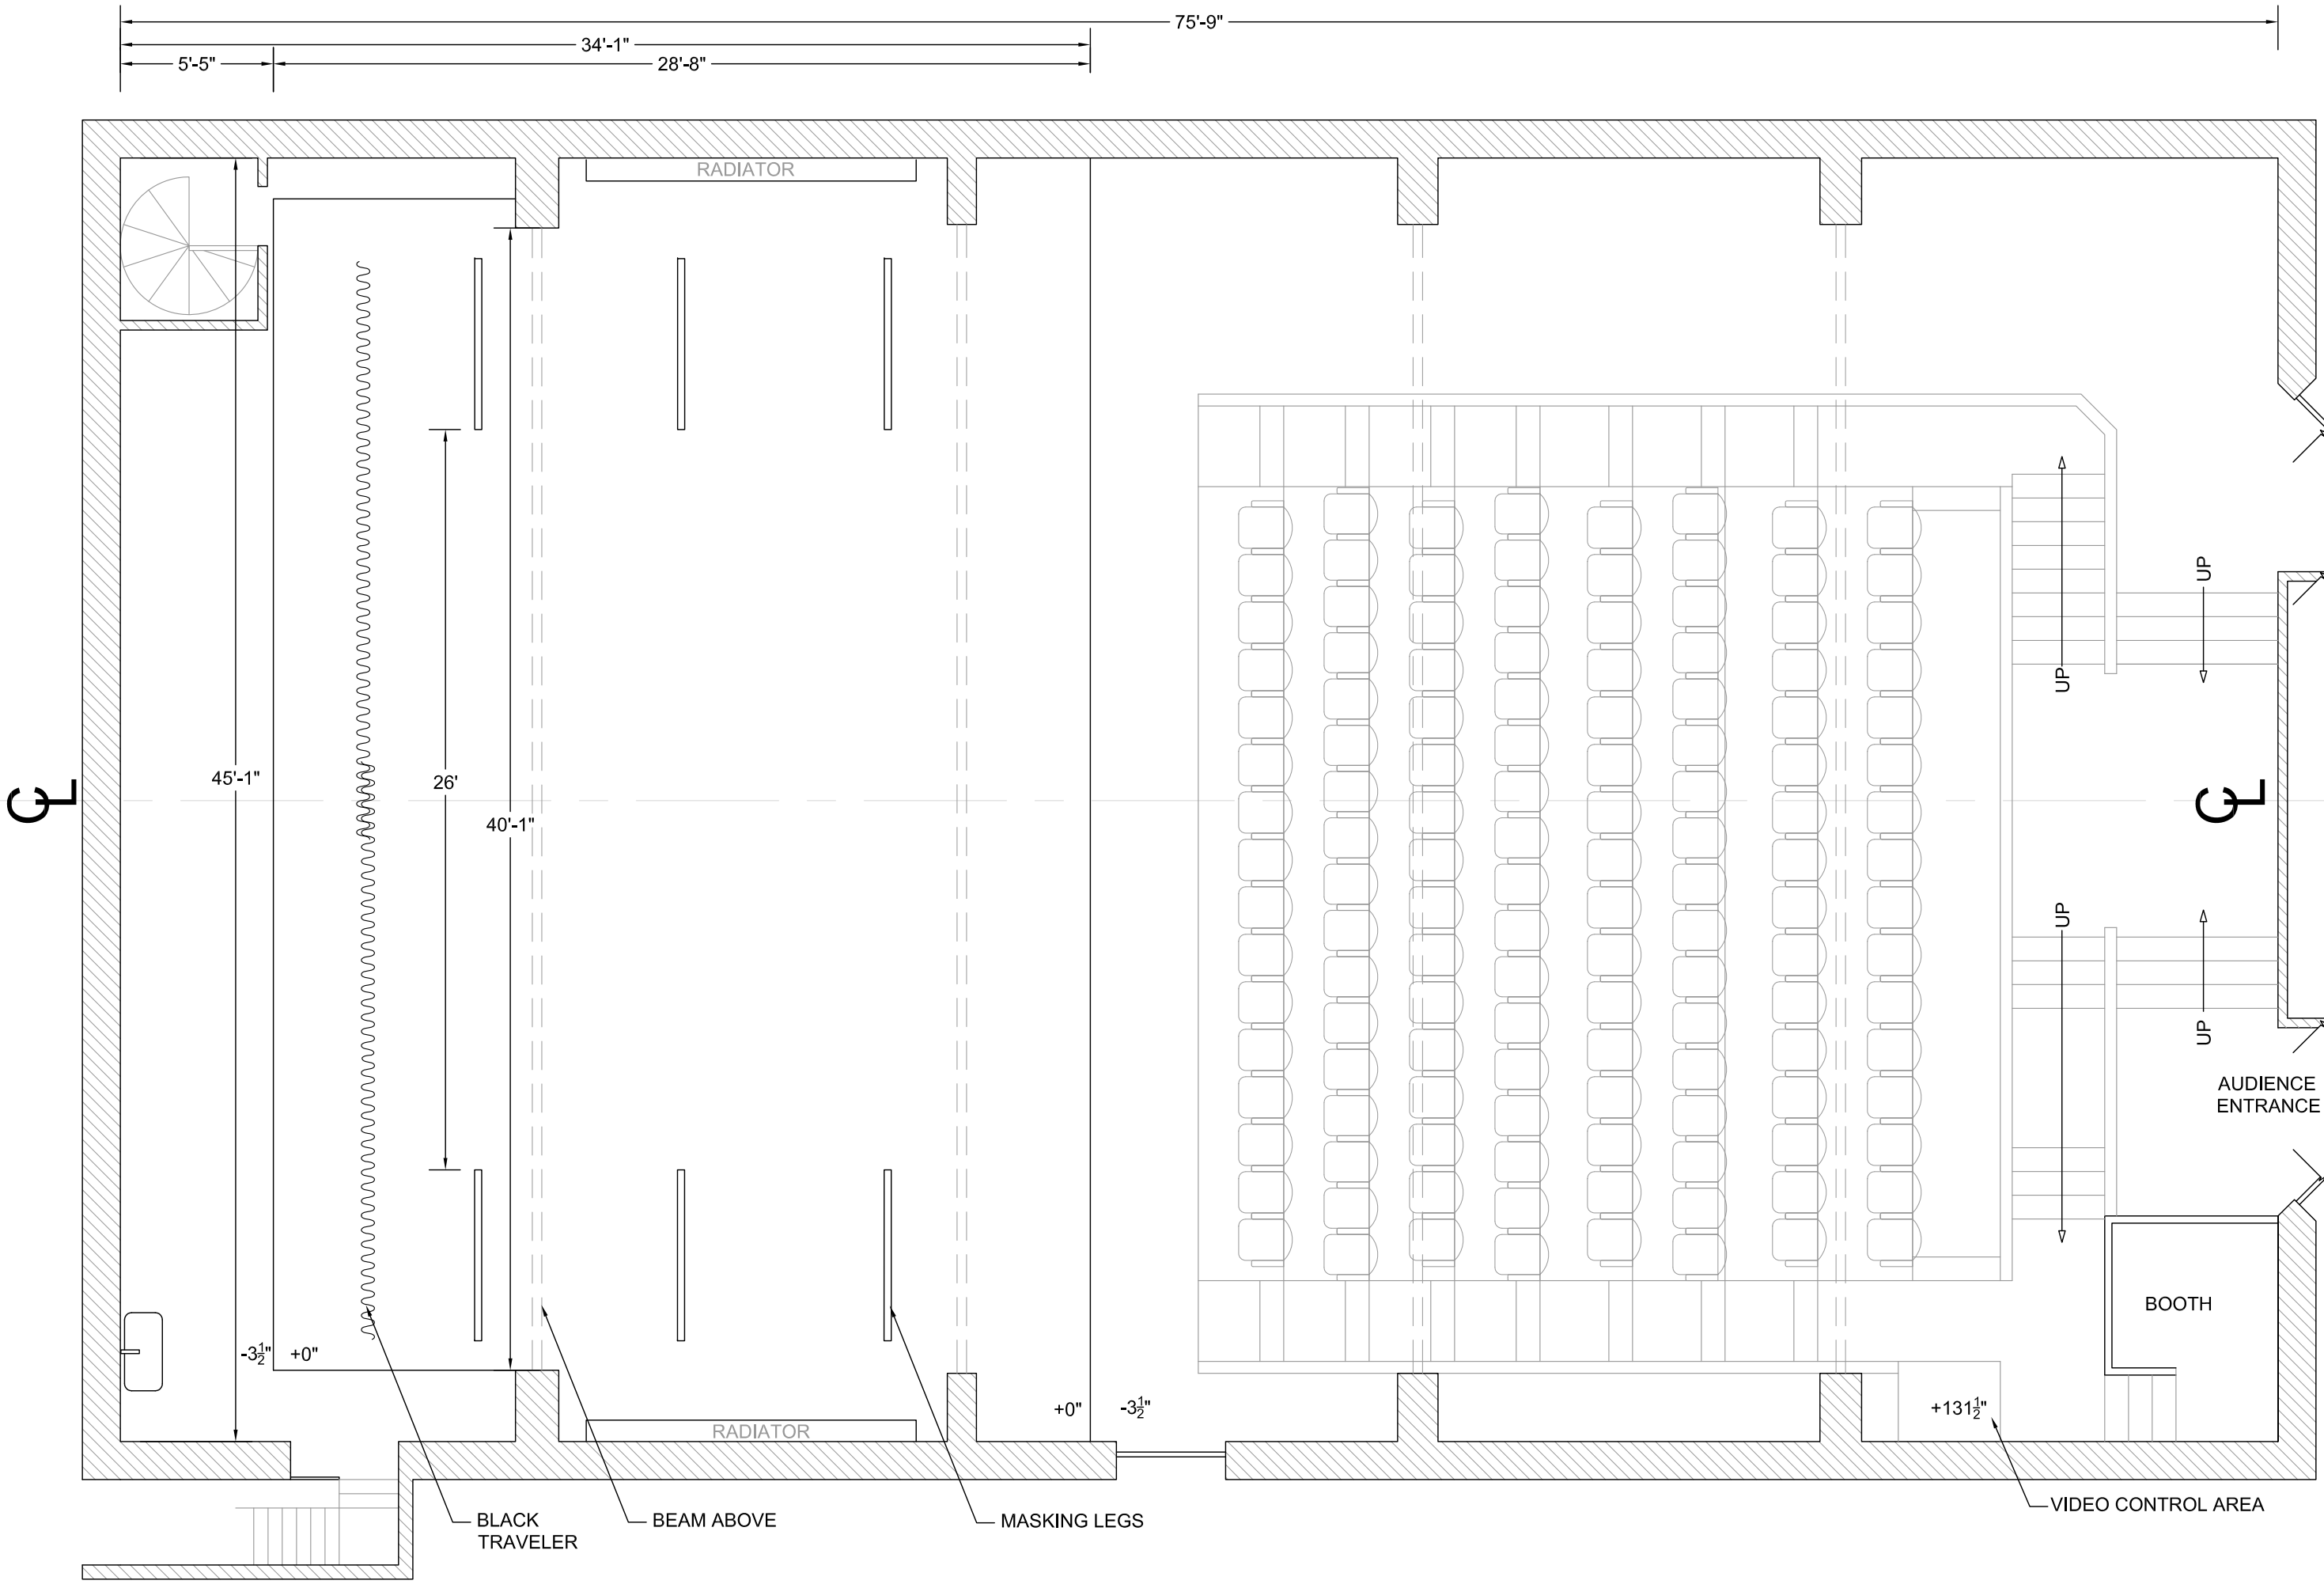 75'-9"
34'-1"
5'-5"
28'-8"
RADIATOR
UP
UP
45'-1"
26'
40'-1"
CL
CL
UP
UP
AUDIENCE
ENTRANCE
BOOTH
-3½"
+0"
+0"
-3½"
+131½"
RADIATOR
BLACK
TRAVELER
BEAM ABOVE
MASKING LEGS
VIDEO CONTROL AREA